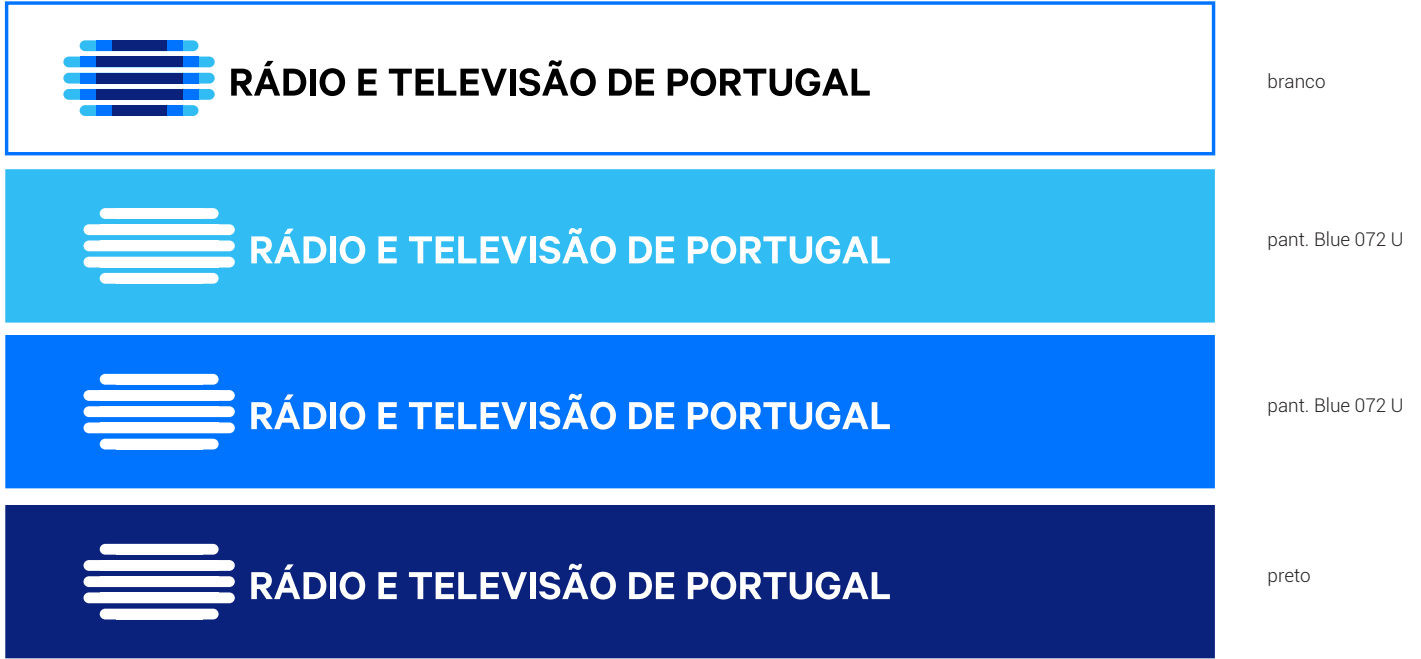 RÁDIO E TELEVISÃO DE PORTUGAL
branco
RÁDIO E TELEVISÃO DE PORTUGAL
pant. Blue 072 U
RÁDIO E TELEVISÃO DE PORTUGAL
pant. Blue 072 U
RÁDIO E TELEVISÃO DE PORTUGAL
preto